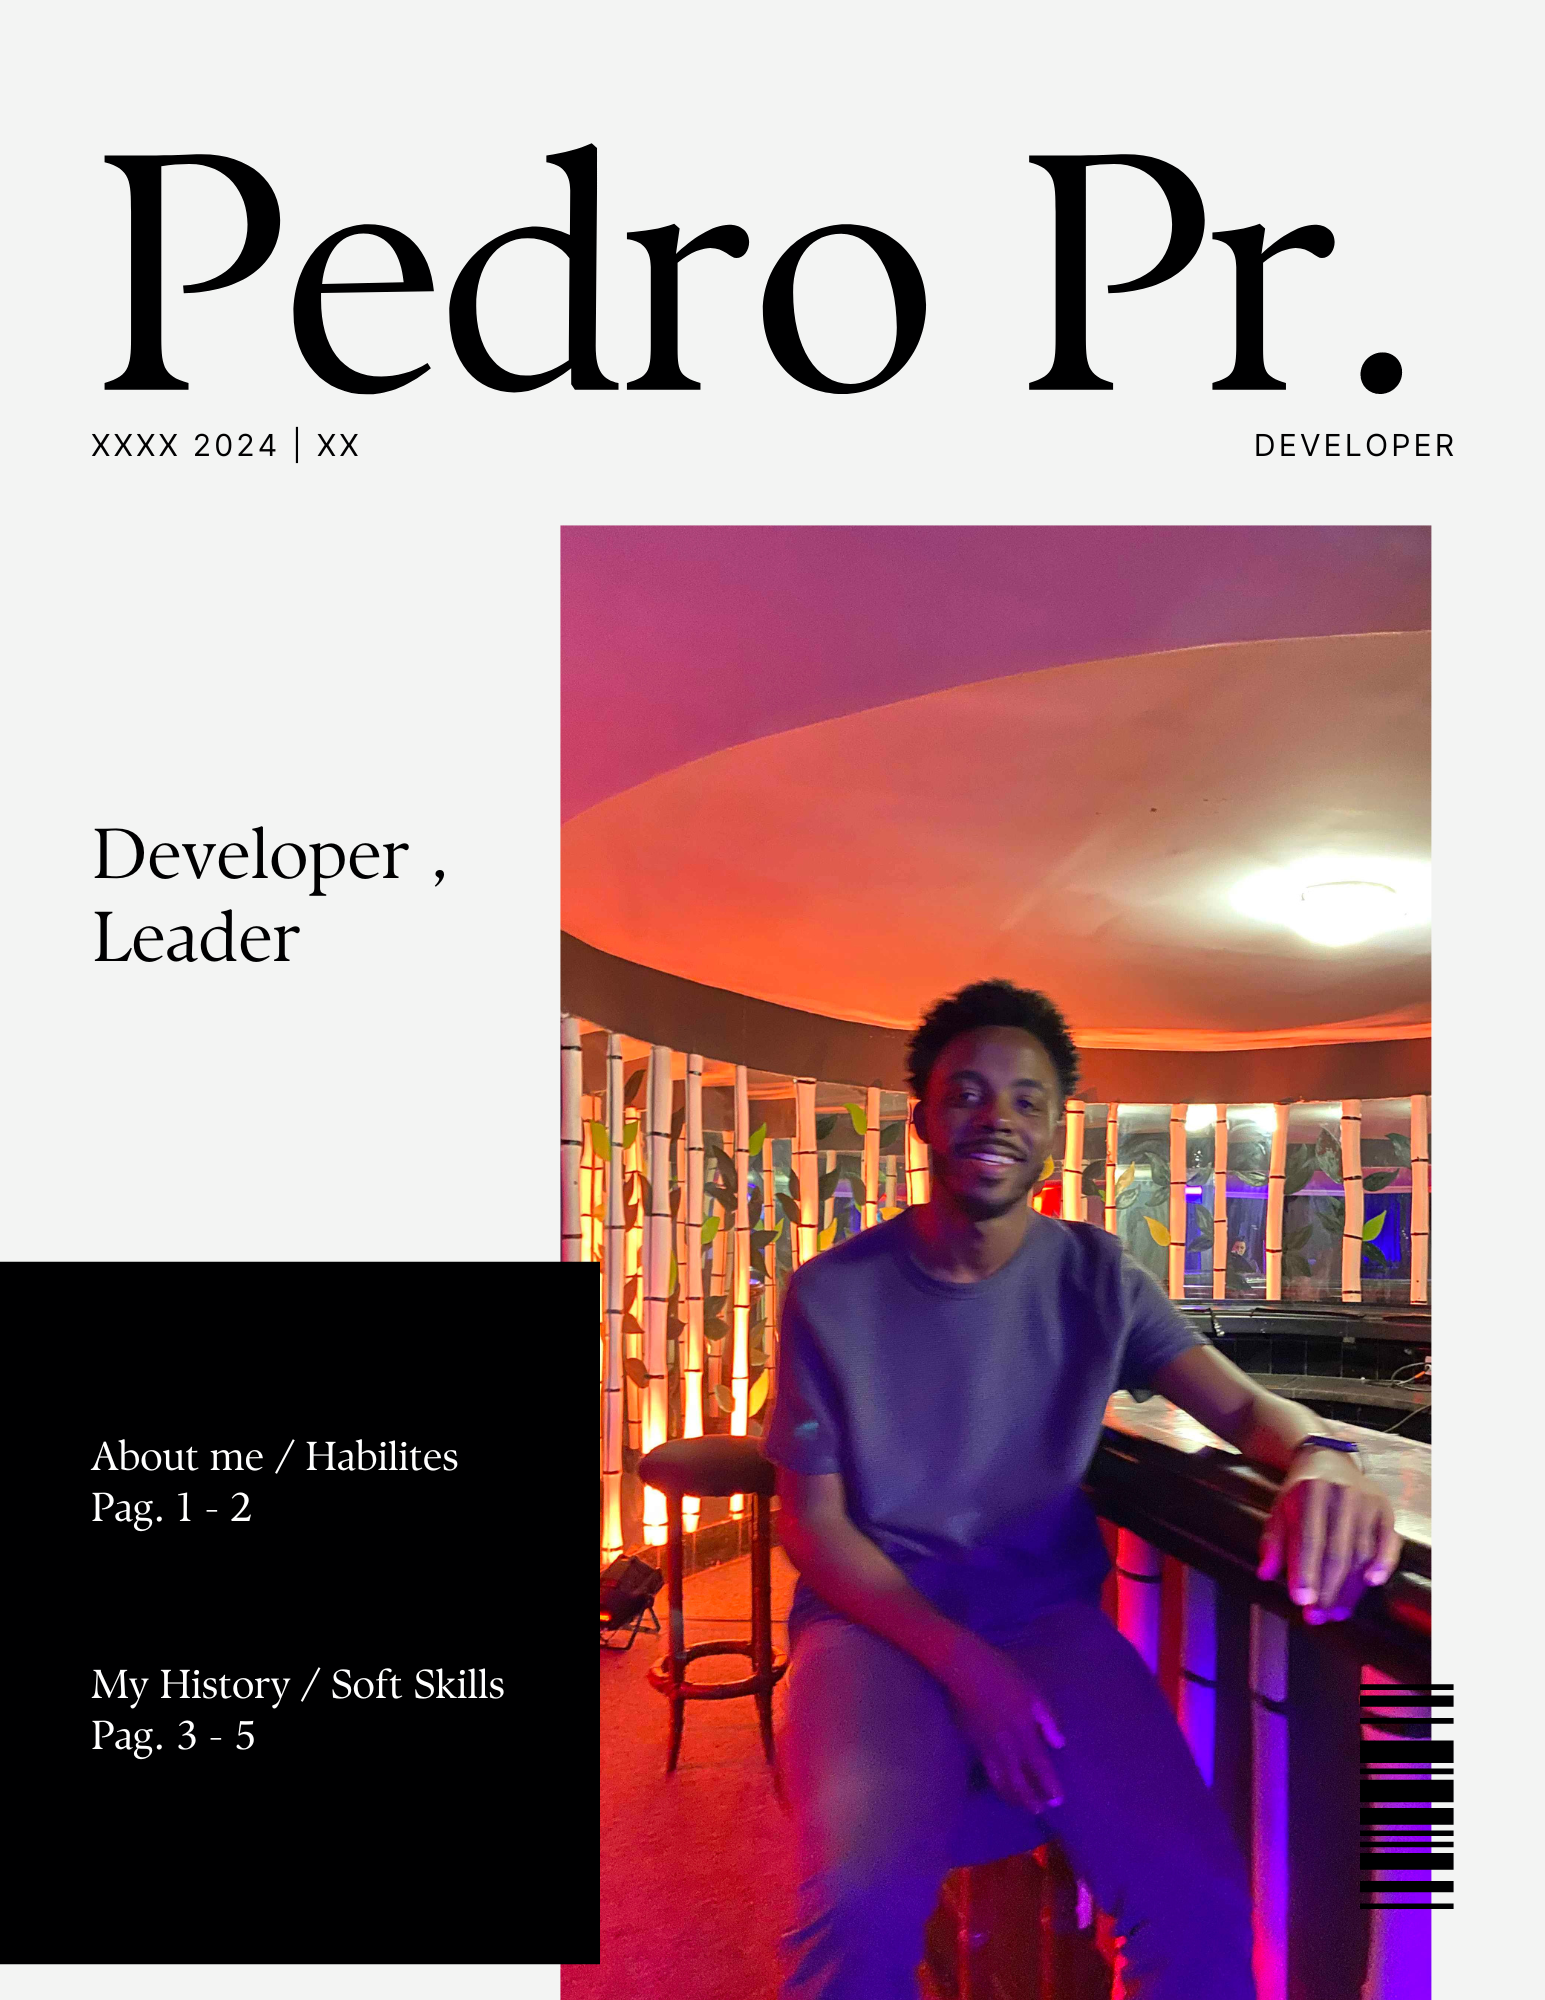 Pedro Pr.
XXXX 2024 | XX
DEVELOPER
Developer ,
Leader
About me / Habilites
Pag. 1 - 2
My History / Soft Skills
Pag. 3 - 5